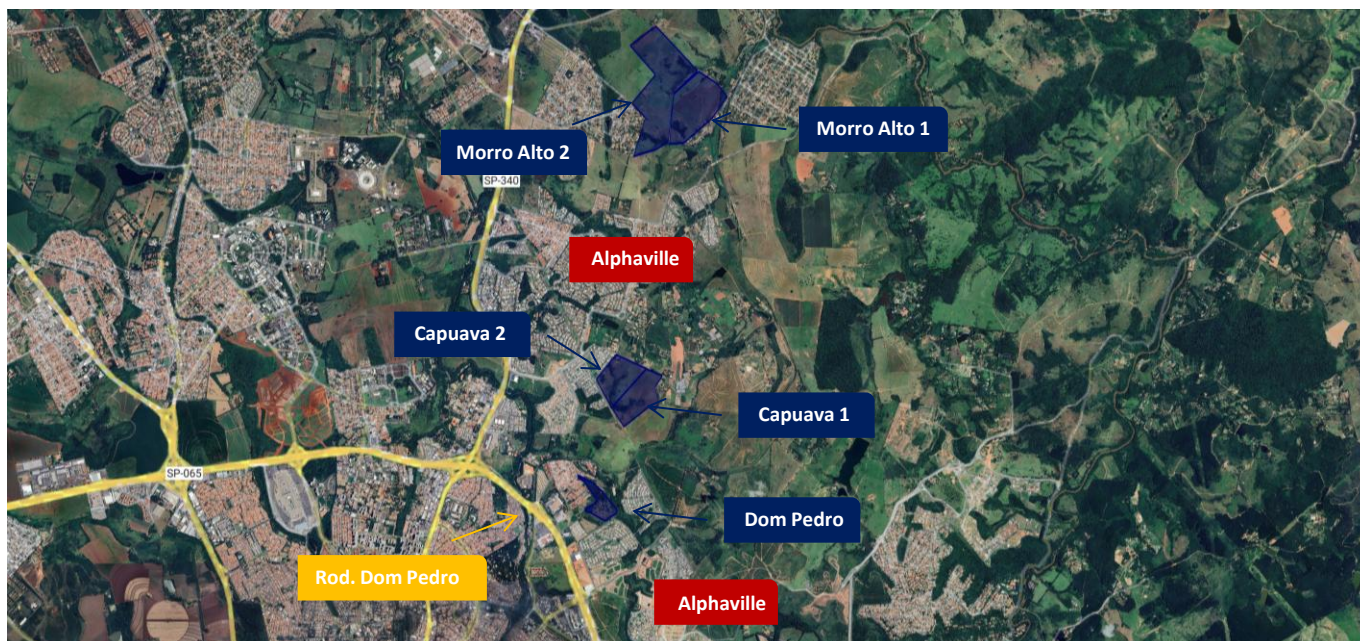 Morro Alto 1
Morro Alto 2
SP-340
Alphaville
Capuava 2
Capuava 1
SP-065
Dom Pedro
Rod. Dom Pedro
Alphaville